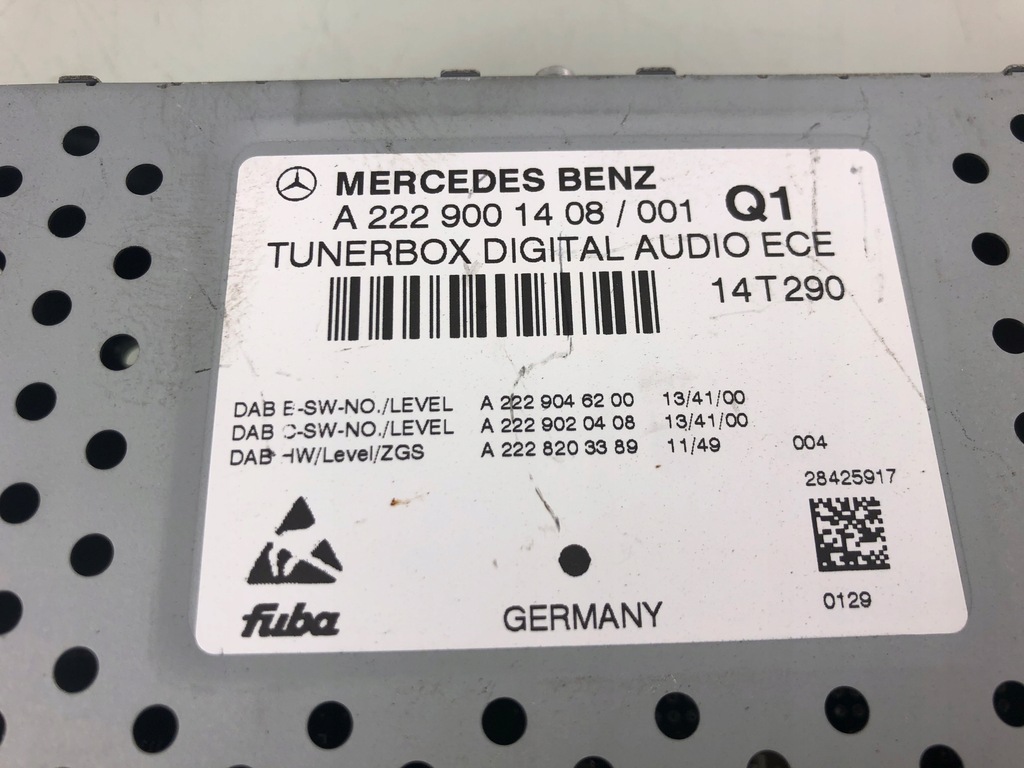 MERCEDES BENZ
A 222 900 14 08 / 001 Q1
TUNERBOX DIGITAL AUDIO ECE
14T290
DAB E-SW-NO./LEVEL A 222 904 62 00 13/41/00
DAB C-SW-NO./LEVEL A 222 902 04 08 13/41/00
DAB HW/Level/ZGS A 222 820 33 89 11/49 004
28425917
fuba
GERMANY
0129